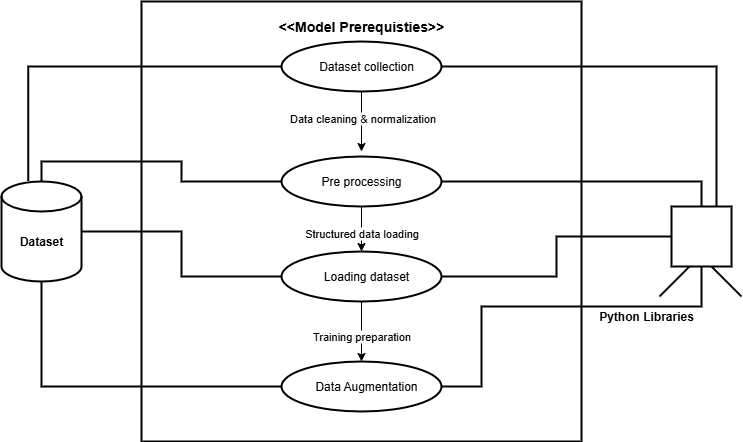 <<Model Prerequisties>>
Dataset collection
Data cleaning & normalization
Pre processing
Structured data loading
Dataset
Loading dataset
Python Libraries
Training preparation
Data Augmentation